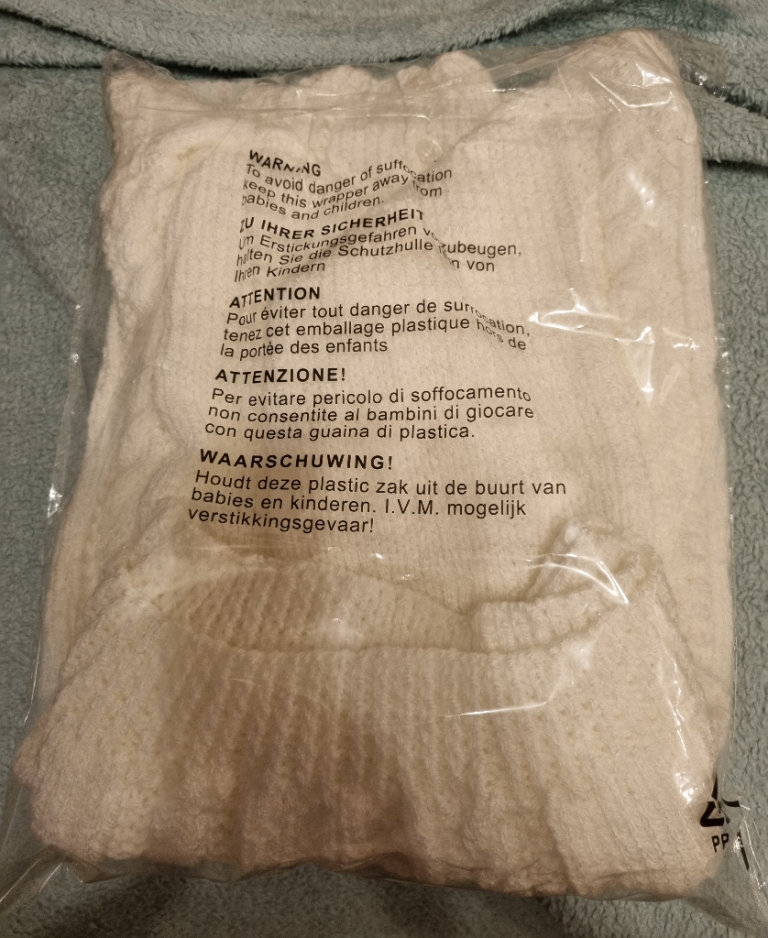 WARNING
To avoid danger of suffocation
keep this wrapper away from
babies and children.
ZU IHRER SICHERHEIT
Um Erstickungsgefahren
halten Sie die Schutzhulle
Ihren Kindern von
ATTENTION
Pour éviter tout danger de suffocation,
tenez cet emballage plastique hors de
la portée des enfants
ATTENZIONE!
Per evitare pericolo di soffocamento
non consentite al bambini di giocare
con questa guaina di plastica.
WAARSCHUWING!
Houdt deze plastic zak uit de buurt van
babies en kinderen. I.V.M. mogelijk
verstikkingsgevaar!
PP